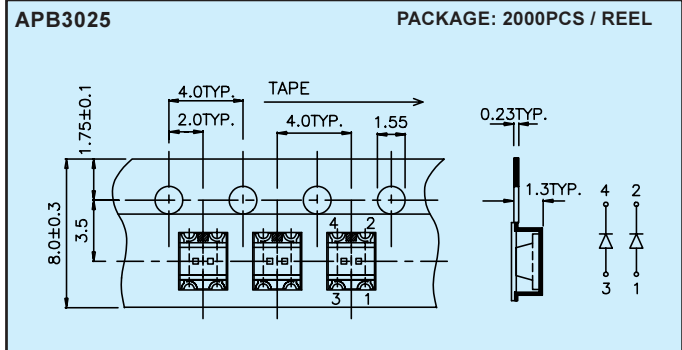 APB3025 PACKAGE: 2000PCS / REEL
4.0TYP. TAPE
2.0TYP. 4.0TYP. 1.55 0.23TYP.
1.75±0.1
8.0±0.3
3.5
1.3TYP.
4 2 4 2
3 1 3 1